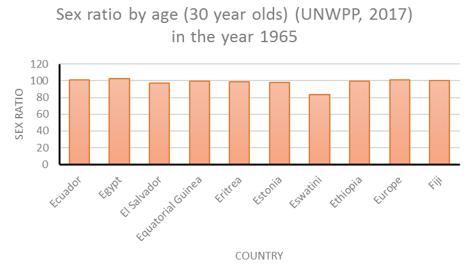 Sex ratio by age (30 year olds) (UNWPP, 2017)
in the year 1965
120
100
80
60
40
20
0
SEX RATIO
Ecuador
Egypt
El Salvador
Equatorial Guinea
Eritrea
Estonia
Eswatini
Ethiopia
Europe
Fiji
COUNTRY